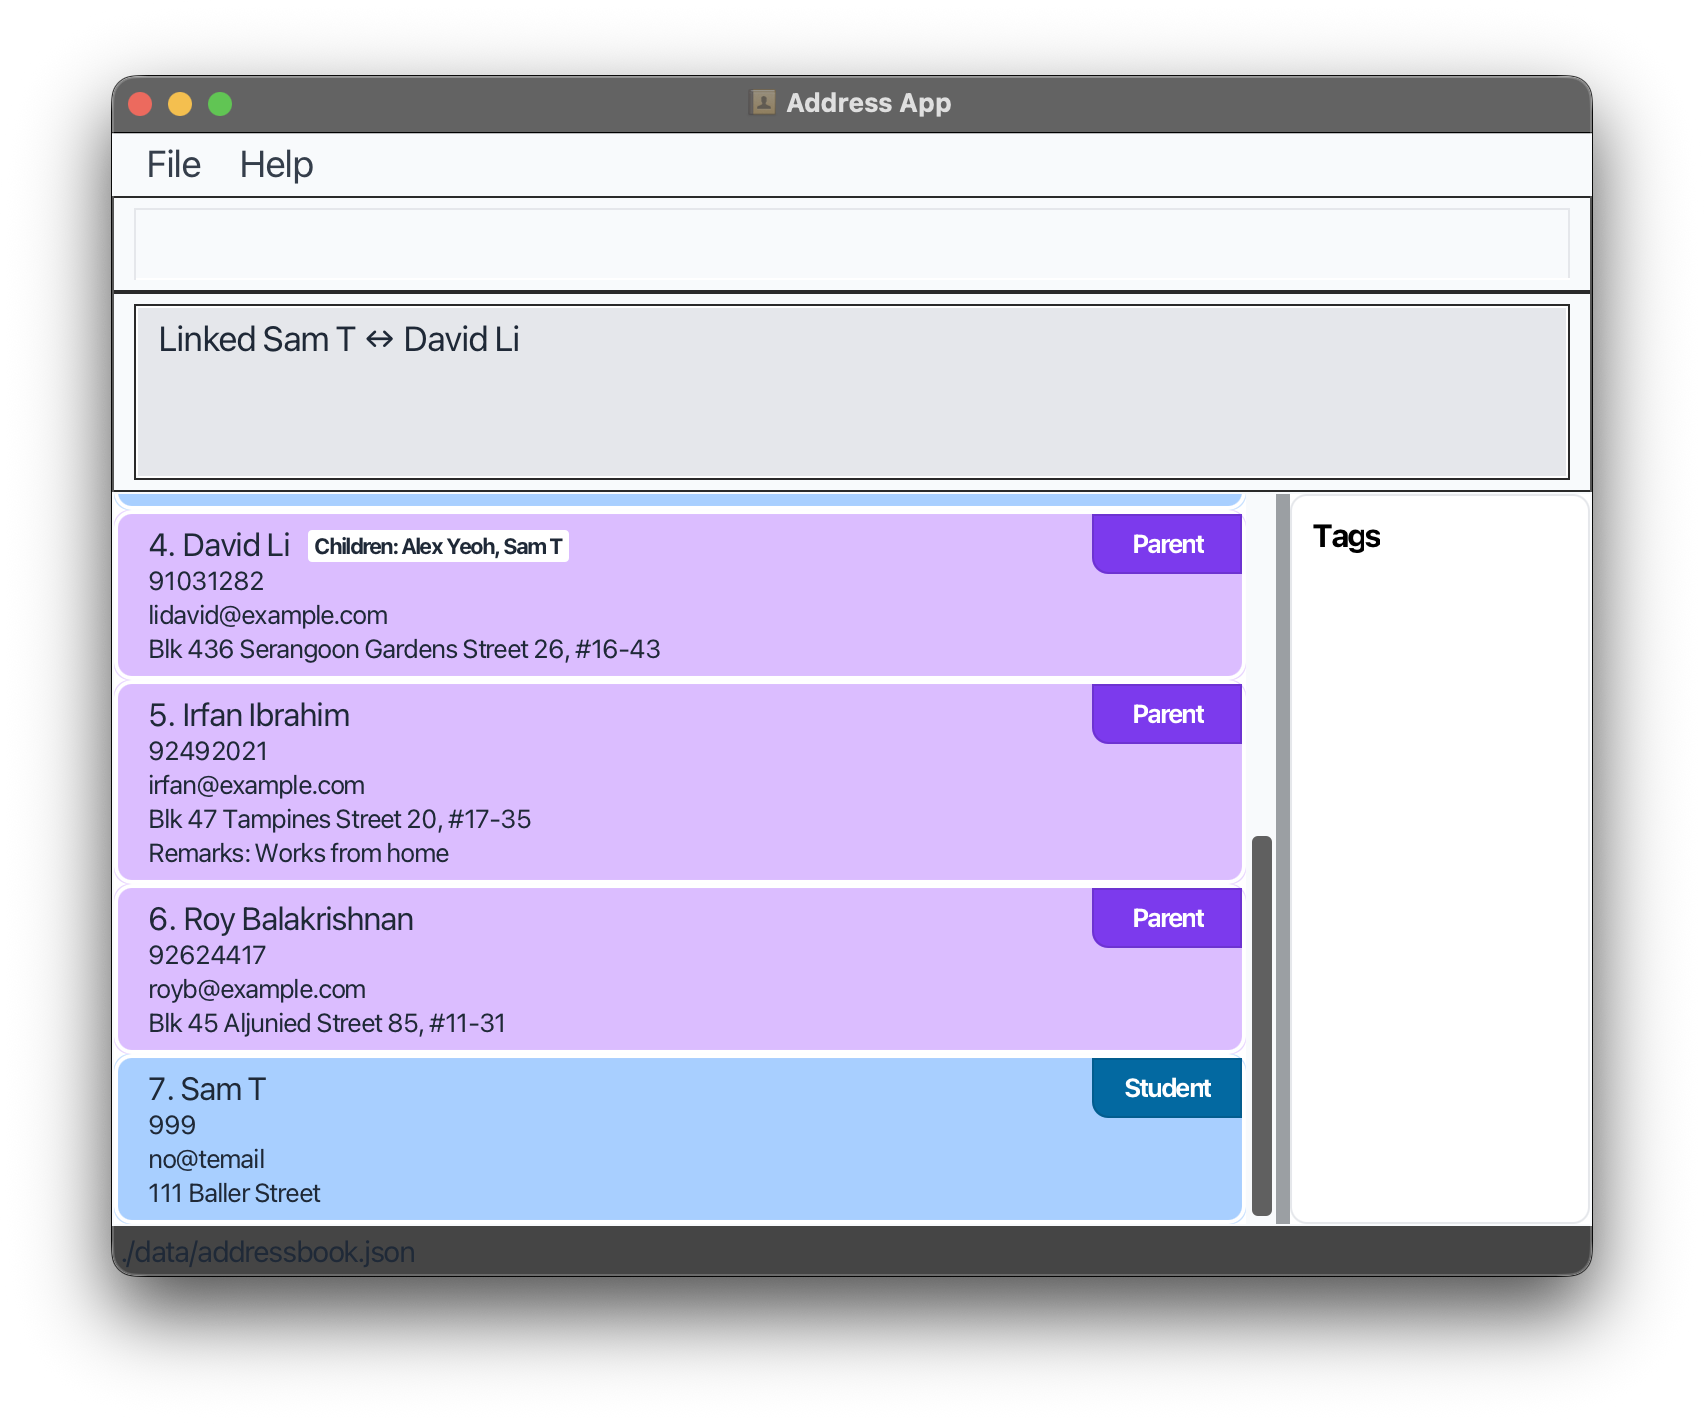 Address App
File Help
Linked Sam T ↔ David Li
4. David Li Children: Alex Yeoh, Sam T Parent
91031282
lidavid@example.com
Blk 436 Serangoon Gardens Street 26, #16-43
5. Irfan Ibrahim Parent
92492021
irfan@example.com
Blk 47 Tampines Street 20, #17-35
Remarks: Works from home
6. Roy Balakrishnan Parent
92624417
royb@example.com
Blk 45 Aljunied Street 85, #11-31
7. Sam T Student
999
no@temail
111 Baller Street
Tags
./data/addressbook.json